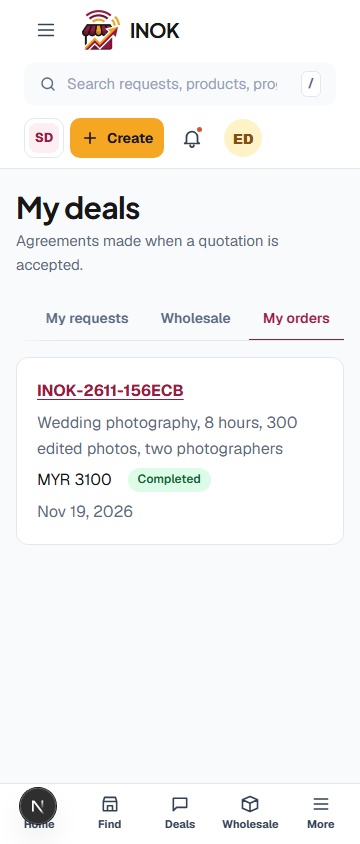 INOK
Search requests, products, pro
/
SD
+ Create
ED
My deals
Agreements made when a quotation is
accepted.
My requests
Wholesale
My orders
INOK-2611-156ECB
Wedding photography, 8 hours, 300
edited photos, two photographers
MYR 3100
Completed
Nov 19, 2026
N
Home
Find
Deals
Wholesale
More